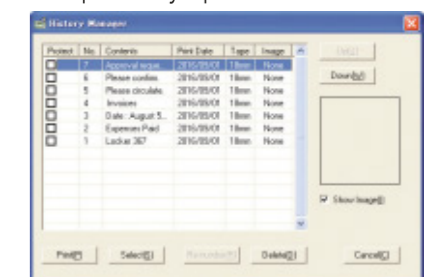 History Manager
Protect No. Contents Print Date Tape Image
7 Approval reque... 2016/09/01 18mm None
6 Please confirm. 2016/09/01 18mm None
5 Please circulate. 2016/09/01 18mm None
4 Invoices 2016/09/01 18mm None
3 Date : August 5... 2016/09/01 18mm None
2 Expenses Paid 2016/09/01 18mm None
1 Locker 367 2016/09/01 18mm None
Down
Show Image
Print Select Delete Cancel